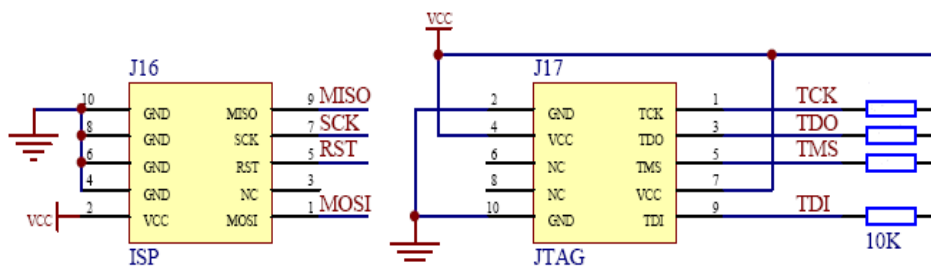 VCC
J16
J17
10 GND MISO 9 MISO
8 GND SCK 7 SCK
6 GND RST 5 RST
4 GND NC 3
VCC 2 VCC MOSI 1 MOSI
ISP
2 GND TCK 1 TCK
4 VCC TDO 3 TDO
6 NC TMS 5 TMS
8 NC VCC 7
10 GND TDI 9 TDI
JTAG
10K